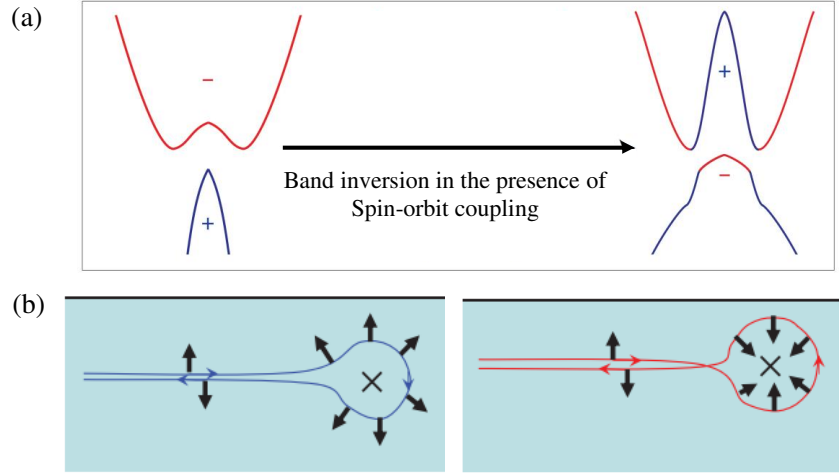 (a)
−
+
+
−
Band inversion in the presence of
Spin-orbit coupling
(b)